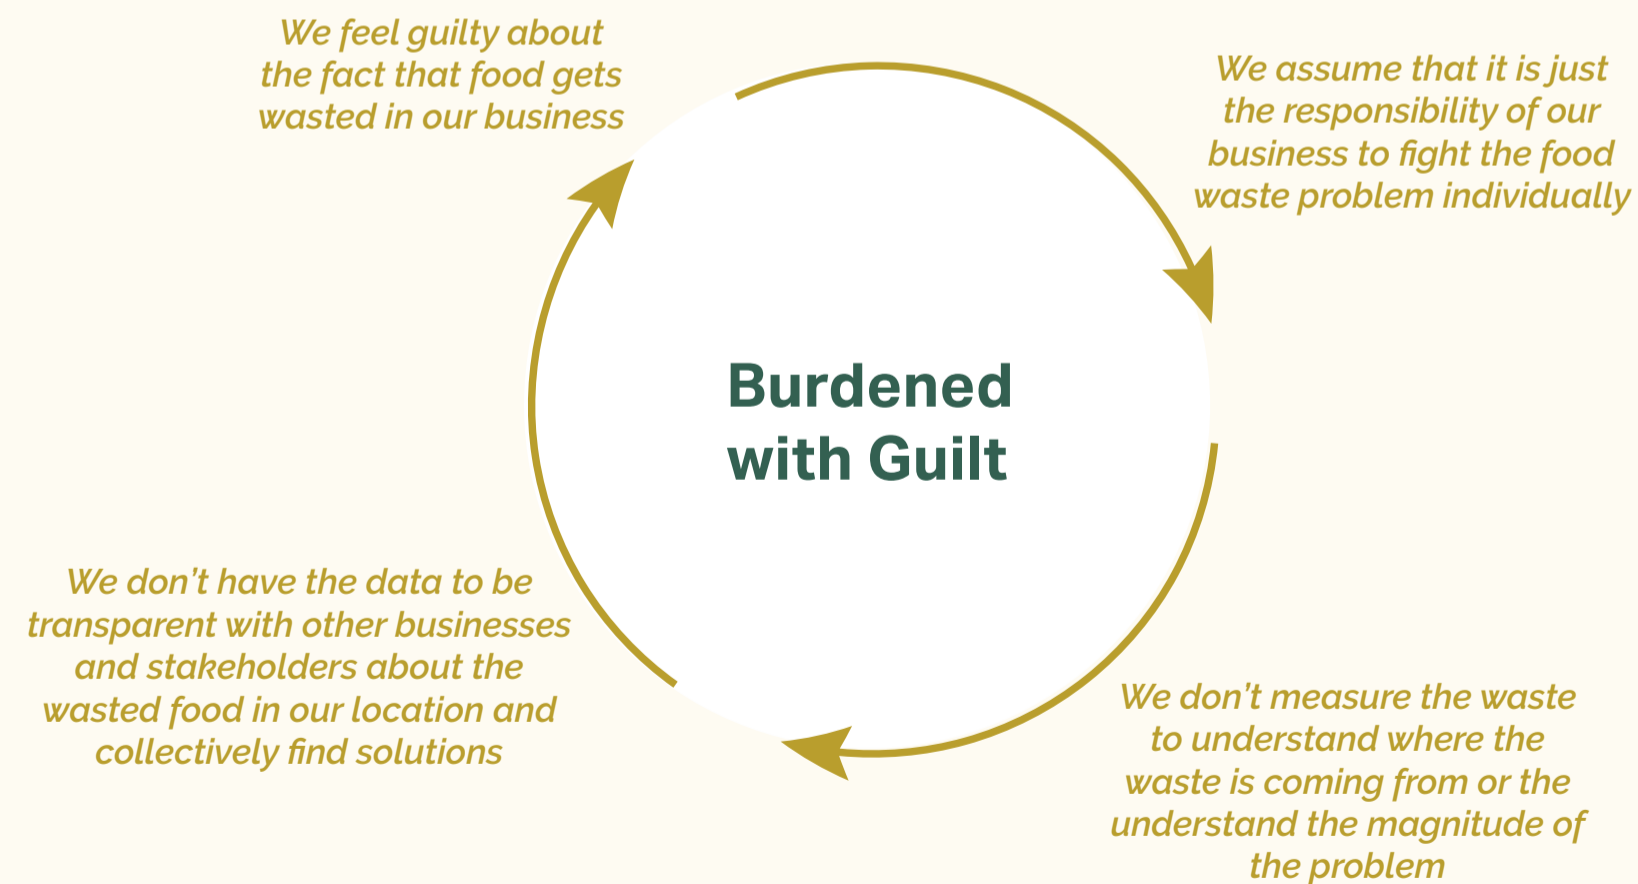 We feel guilty about
the fact that food gets
wasted in our business
We assume that it is just
the responsibility of our
business to fight the food
waste problem individually
Burdened
with Guilt
We don't measure the waste
to understand where the
waste is coming from or the
understand the magnitude of
the problem
We don't have the data to be
transparent with other businesses
and stakeholders about the
wasted food in our location and
collectively find solutions